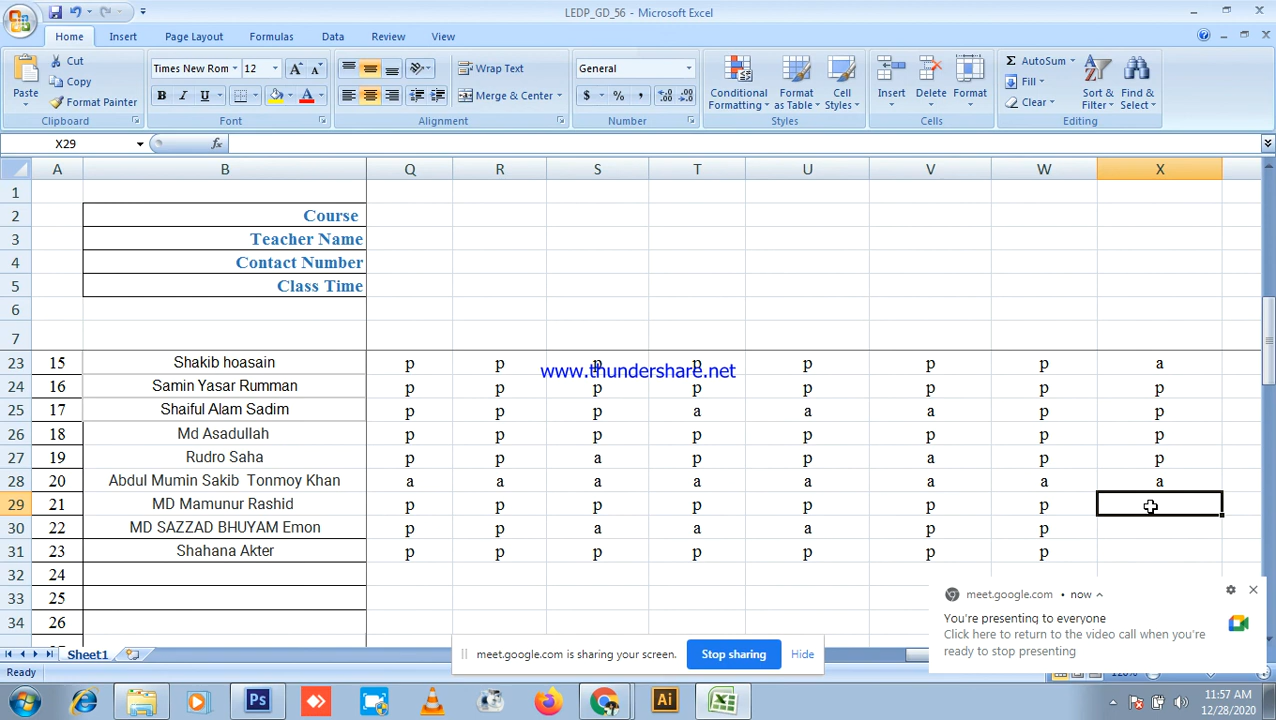 LEDP_GD_56 - Microsoft Excel
Home Insert Page Layout Formulas Data Review View
Paste Cut Copy Format Painter Clipboard
Times New Rom 12 B I U A Font
Wrap Text Merge & Center Alignment
General $ % , Number
Conditional Formatting Format as Table Cell Styles Styles
Insert Delete Format Cells
AutoSum Fill Clear Sort & Filter Find & Select Editing
X29 fx
A B Q R S T U V W X
1
2 Course
3 Teacher Name
4 Contact Number
5 Class Time
6
7
23 15 Shakib hoasain p p p p p p p a
www.thundershare.net
24 16 Samin Yasar Rumman p p p p p p p p
25 17 Shaiful Alam Sadim p p p a a a p p
26 18 Md Asadullah p p p p p p p p
27 19 Rudro Saha p p a p p a p p
28 20 Abdul Mumin Sakib Tonmoy Khan a a a a a a a a
29 21 MD Mamunur Rashid p p p p p p p
30 22 MD SAZZAD BHUYAM Emon p p a a a p p
31 23 Shahana Akter p p p p p p p
32 24
33 25
34 26
meet.google.com • now
You're presenting to everyone
Click here to return to the video call when you're
ready to stop presenting
meet.google.com is sharing your screen. Stop sharing Hide
Sheet1
Ready
Ps Ai
11:57 AM
12/28/2020